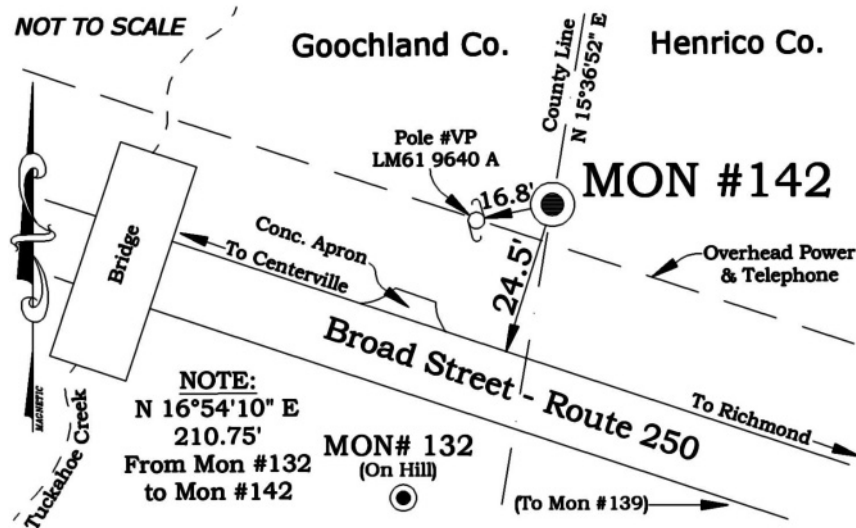 NOT TO SCALE
Goochland Co.
County Line
N 15°36'52" E
Henrico Co.
Pole #VP
LM61 9640 A
16.8'
MON #142
Bridge
To Centerville
Conc. Apron
24.5'
Overhead Power
& Telephone
Broad Street - Route 250
To Richmond
MAGNETIC
Tuckahoe Creek
NOTE:
N 16°54'10" E
210.75'
From Mon #132
to Mon #142
MON# 132
(On Hill)
(To Mon #139)